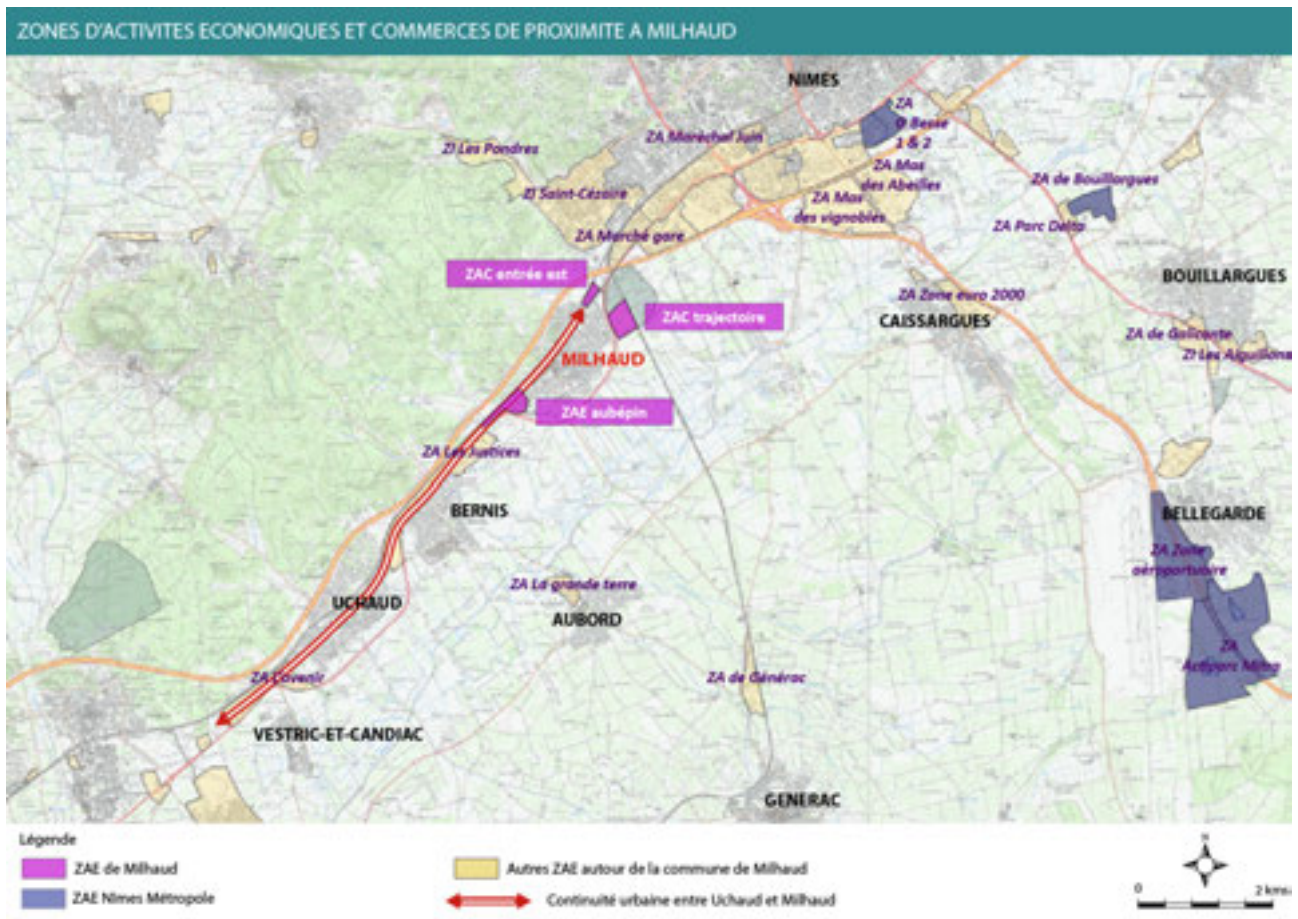 ZONES D'ACTIVITES ECONOMIQUES ET COMMERCES DE PROXIMITE A MILHAUD
NIMES
ZA
G Besse
1 & 2
ZA Maréchal Juin
ZI Les Pondres
ZA Mas
des Abeilles
ZA de Bouillargues
ZI Saint-Cézaire
ZA Mas
des vignobles
ZA Parc Delta
ZA Marché gare
ZAC entrée est
BOUILLARGUES
ZA Zone euro 2000
ZAC trajectoire
CAISSARGUES
ZA de Galicante
ZI Les Aiguillons
MILHAUD
ZAE aubépin
ZA Les Justices
BERNIS
BELLEGARDE
ZA Zone
aéroportuaire
ZA La grande terre
UCHAUD
AUBORD
ZA
Actiparc Mitra
ZA L'avenir
ZA de Générac
VESTRIC-ET-CANDIAC
GENERAC
Légende
ZAE de Milhaud
Autres ZAE autour de la commune de Milhaud
ZAE Nîmes Métropole
Continuité urbaine entre Uchaud et Milhaud
N
0 2 kms